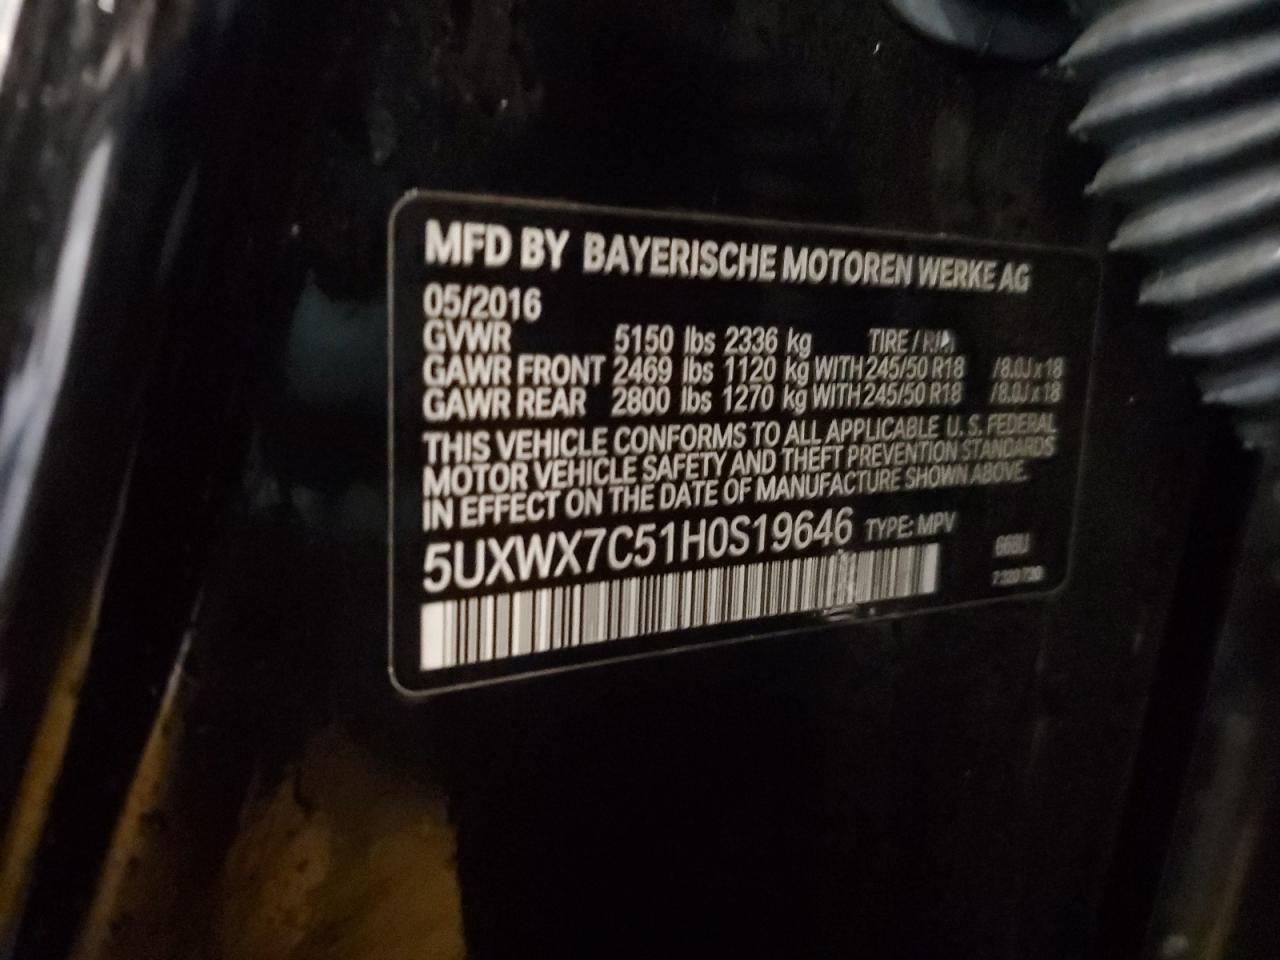 MFD BY BAYERISCHE MOTOREN WERKE AG
05/2016
GVWR 5150 lbs 2336 kg TIRE / RIM
GAWR FRONT 2469 lbs 1120 kg WITH 245/50 R18 /8.0J x 18
GAWR REAR 2800 lbs 1270 kg WITH 245/50 R18 /8.0J x 18
THIS VEHICLE CONFORMS TO ALL APPLICABLE U. S. FEDERAL
MOTOR VEHICLE SAFETY AND THEFT PREVENTION STANDARDS
IN EFFECT ON THE DATE OF MANUFACTURE SHOWN ABOVE.
5UXWX7C51H0S19646 TYPE: MPV